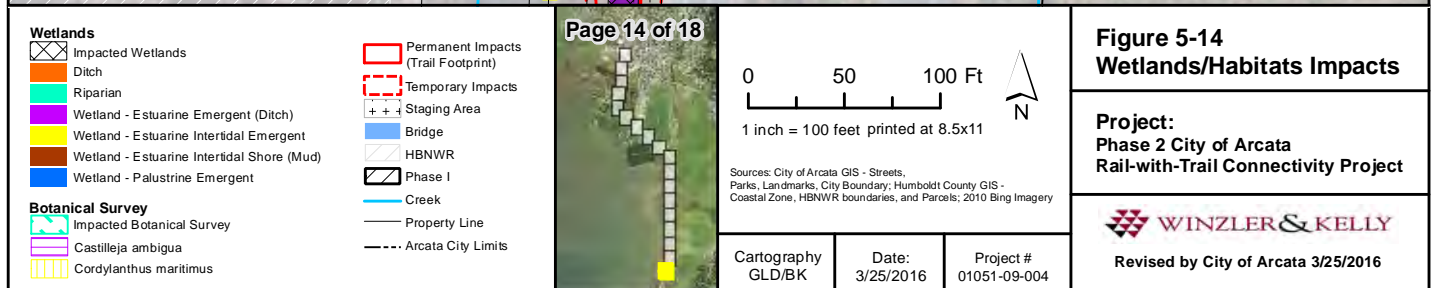 Wetlands
Impacted Wetlands
Ditch
Riparian
Wetland - Estuarine Emergent (Ditch)
Wetland - Estuarine Intertidal Emergent
Wetland - Estuarine Intertidal Shore (Mud)
Wetland - Palustrine Emergent
Botanical Survey
Impacted Botanical Survey
Castilleja ambigua
Cordylanthus maritimus
Permanent Impacts
(Trail Footprint)
Temporary Impacts
Staging Area
Bridge
HBNWR
Phase I
Creek
Property Line
Arcata City Limits
Page 14 of 18
0 50 100 Ft
N
1 inch = 100 feet printed at 8.5x11
Sources: City of Arcata GIS - Streets,
Parks, Landmarks, City Boundary; Humboldt County GIS -
Coastal Zone, HBNWR boundaries, and Parcels; 2010 Bing Imagery
Cartography
GLD/BK
Date:
3/25/2016
Project #
01051-09-004
Figure 5-14
Wetlands/Habitats Impacts
Project:
Phase 2 City of Arcata
Rail-with-Trail Connectivity Project
WINZLER & KELLY
Revised by City of Arcata 3/25/2016